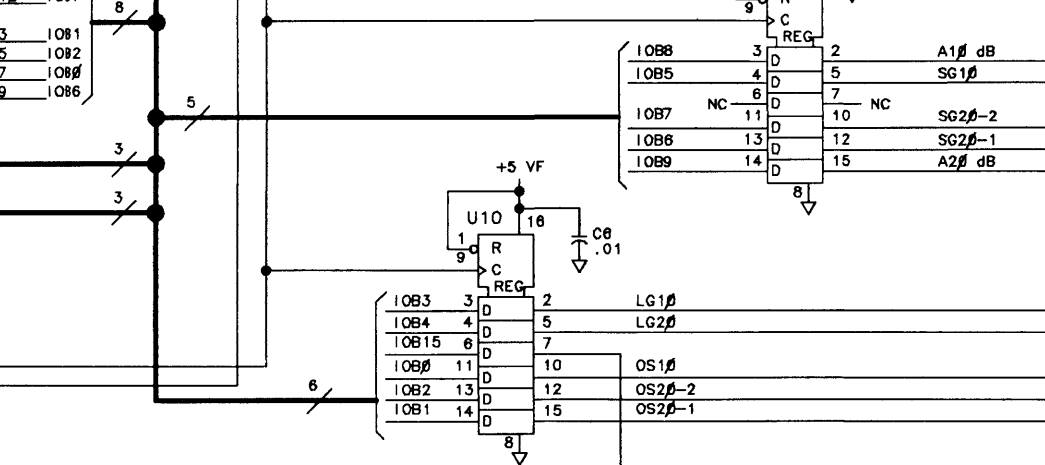 8
3 IOB1
5 IOB2
7 IOBØ
9 IOB6
9
R
C
REG
IOB8 3 D 2 A1Ø dB
IOB5 4 D 5 SG1Ø
NC 6 D 7 NC
IOB7 11 D 10 SG2Ø-2
IOB6 13 D 12 SG2Ø-1
IOB9 14 D 15 A2Ø dB
8
5
3
3
+5 VF
U10
16
C6
.01
1
9
R
C
REG
IOB3 3 D 2 LG1Ø
IOB4 4 D 5 LG2Ø
IOB15 6 D 7
IOBØ 11 D 10 OS1Ø
IOB2 13 D 12 OS2Ø-2
IOB1 14 D 15 OS2Ø-1
6
8